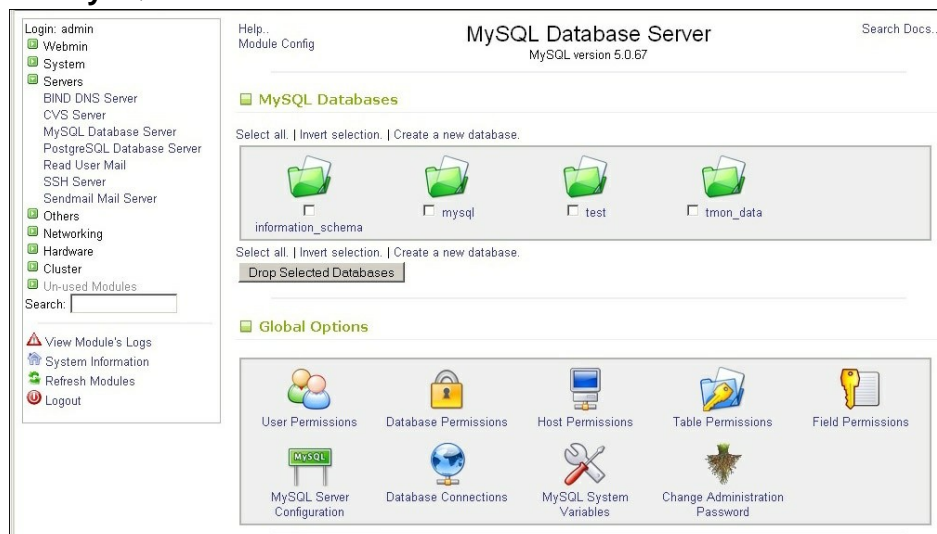 Login: admin
Webmin
System
Servers
BIND DNS Server
CVS Server
MySQL Database Server
PostgreSQL Database Server
Read User Mail
SSH Server
Sendmail Mail Server
Others
Networking
Hardware
Cluster
Un-used Modules
Search:
View Module's Logs
System Information
Refresh Modules
Logout
Help..
Module Config
MySQL Database Server
MySQL version 5.0.67
Search Docs..
MySQL Databases
Select all. | Invert selection. | Create a new database.
information_schema
mysql
test
tmon_data
Select all. | Invert selection. | Create a new database.
Drop Selected Databases
Global Options
User Permissions
Database Permissions
Host Permissions
Table Permissions
Field Permissions
MySQL
MySQL Server
Configuration
Database Connections
MySQL System
Variables
Change Administration
Password